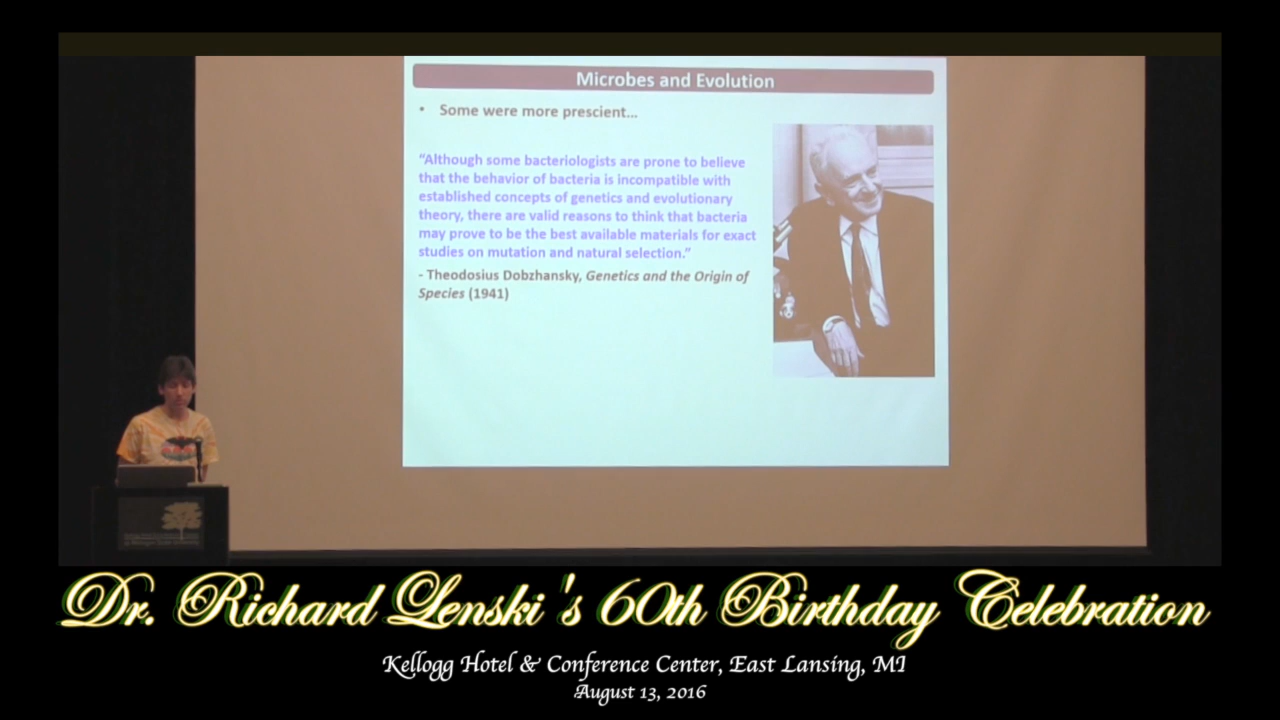 Microbes and Evolution
• Some were more prescient...
"Although some bacteriologists are prone to believe
that the behavior of bacteria is incompatible with
established concepts of genetics and evolutionary
theory, there are valid reasons to think that bacteria
may prove to be the best available materials for exact
studies on mutation and natural selection."
- Theodosius Dobzhansky, Genetics and the Origin of
Species (1941)
Dr. Richard Lenski's 60th Birthday Celebration
Kellogg Hotel & Conference Center, East Lansing, MI
August 13, 2016